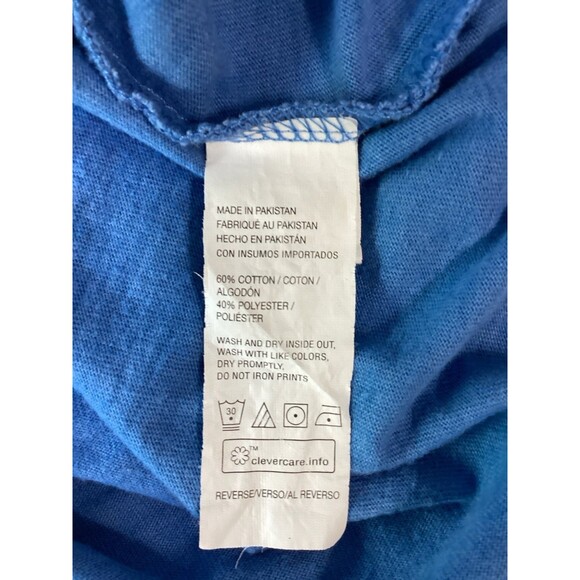 MADE IN PAKISTAN
FABRIQUÉ AU PAKISTAN
HECHO EN PAKISTÁN
CON INSUMOS IMPORTADOS
60% COTTON / COTON /
ALGODÓN
40% POLYESTER /
POLIÉSTER
WASH AND DRY INSIDE OUT,
WASH WITH LIKE COLORS,
DRY PROMPTLY,
DO NOT IRON PRINTS
30
™
clevercare.info
REVERSE/VERSO/AL REVERSO